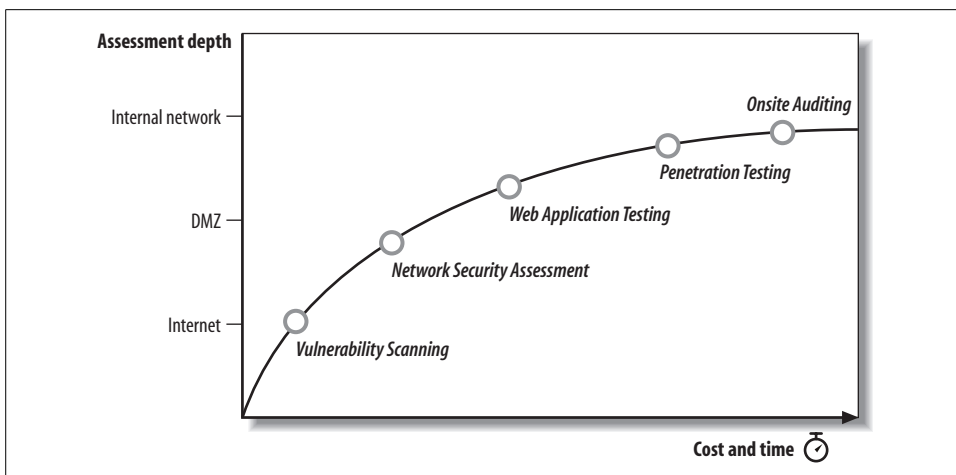 Assessment depth
Internal network
Onsite Auditing
Penetration Testing
Web Application Testing
DMZ
Network Security Assessment
Internet
Vulnerability Scanning
Cost and time